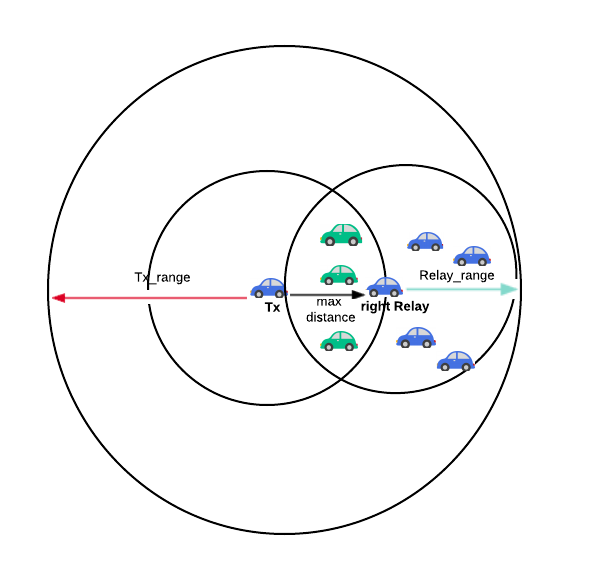 Tx_range
Relay_range
Tx
max
distance
right Relay